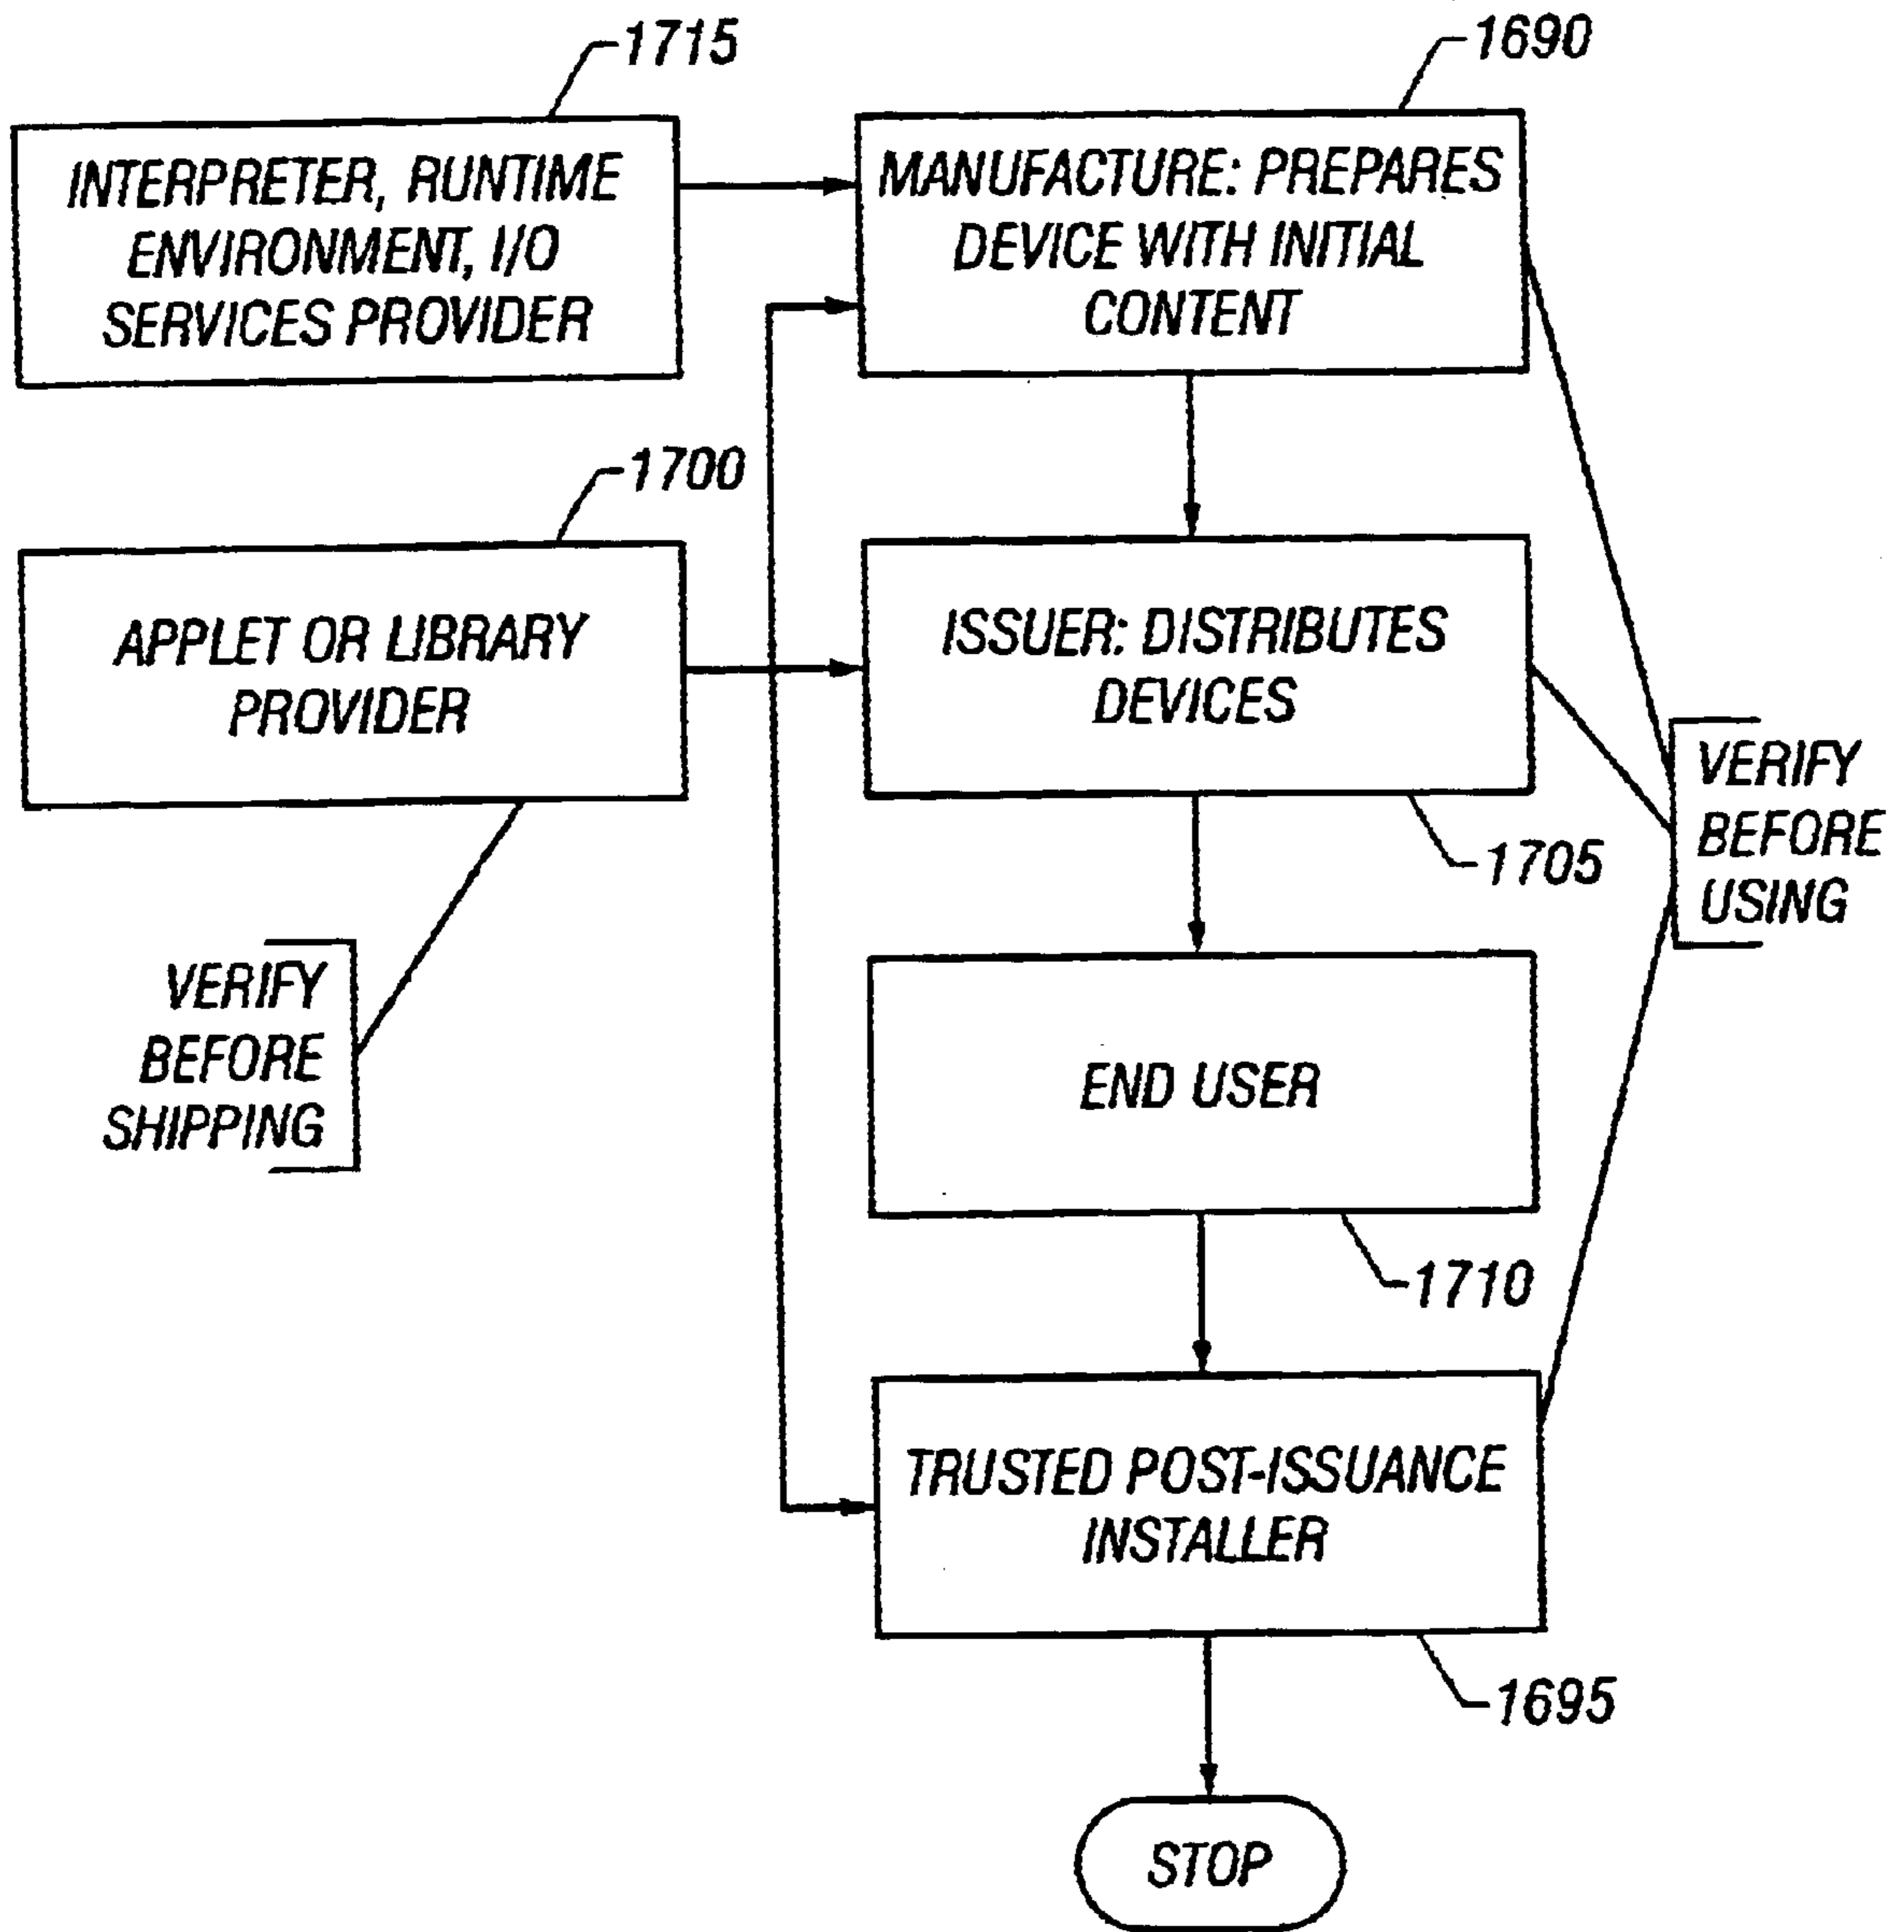 1715
1690
INTERPRETER, RUNTIME
ENVIRONMENT, I/O
SERVICES PROVIDER
MANUFACTURE: PREPARES
DEVICE WITH INITIAL
CONTENT
1700
APPLET OR LIBRARY
PROVIDER
ISSUER: DISTRIBUTES
DEVICES
1705
VERIFY
BEFORE
USING
VERIFY
BEFORE
SHIPPING
END USER
1710
TRUSTED POST-ISSUANCE
INSTALLER
1695
STOP